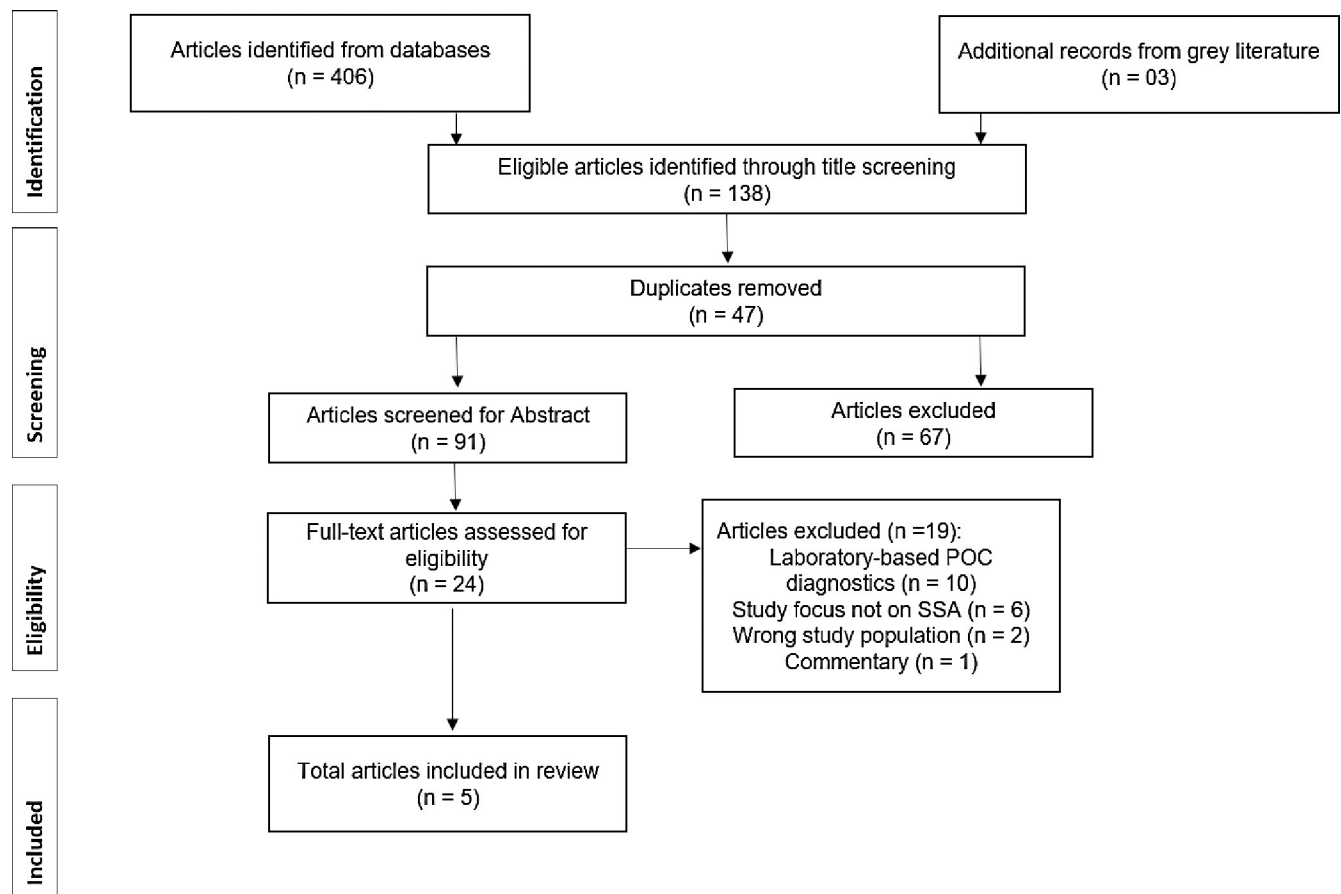 Identification
Articles identified from databases
(n = 406)
Additional records from grey literature
(n = 03)
Eligible articles identified through title screening
(n = 138)
Screening
Duplicates removed
(n = 47)
Articles screened for Abstract
(n = 91)
Articles excluded
(n = 67)
Eligibility
Full-text articles assessed for
eligibility
(n = 24)
Articles excluded (n =19):
Laboratory-based POC
diagnostics (n = 10)
Study focus not on SSA (n = 6)
Wrong study population (n = 2)
Commentary (n = 1)
Included
Total articles included in review
(n = 5)